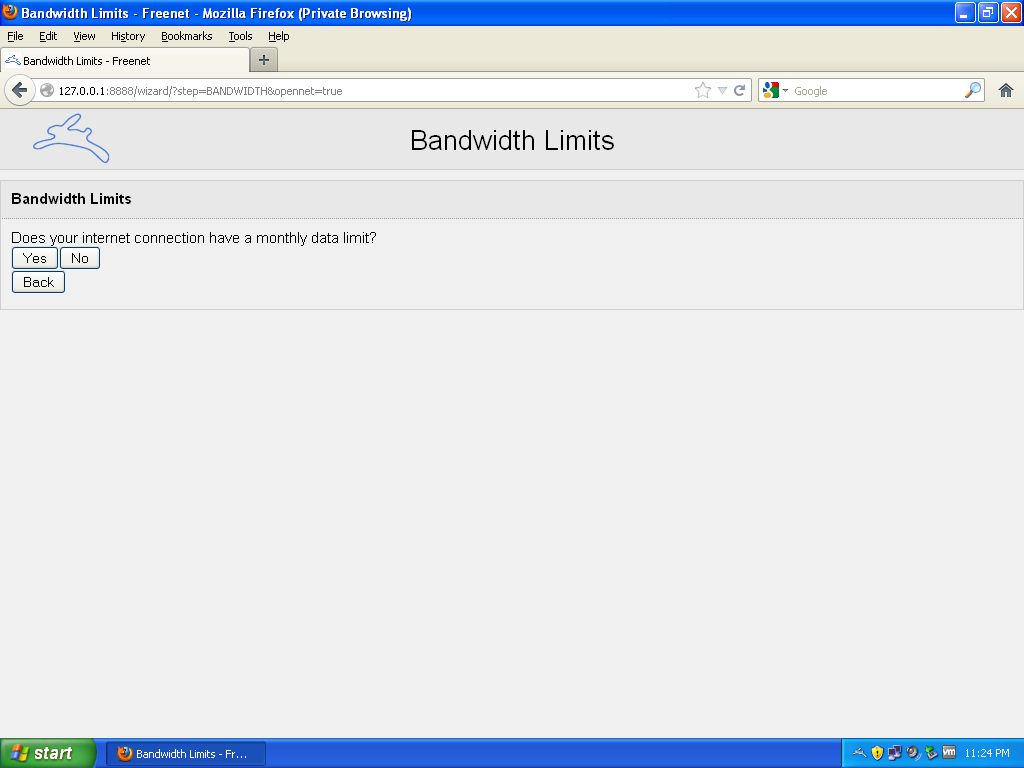 Bandwidth Limits - Freenet - Mozilla Firefox (Private Browsing)
File Edit View History Bookmarks Tools Help
Bandwidth Limits - Freenet
127.0.0.1:8888/wizard/?step=BANDWIDTH&opennet=true Google
Bandwidth Limits
Bandwidth Limits
Does your internet connection have a monthly data limit?
Yes No
Back
start Bandwidth Limits - Fr... vm 11:24 PM